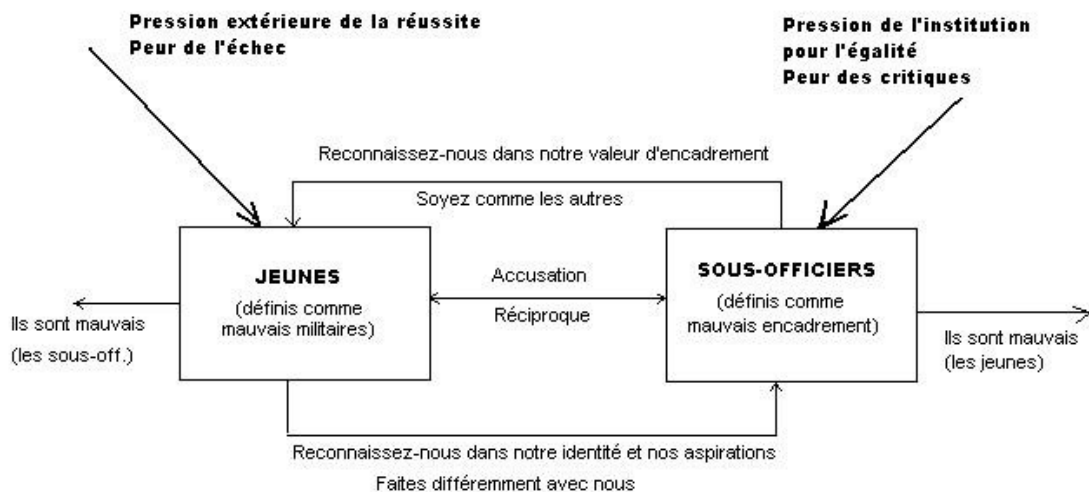 Pression extérieure de la réussite
Peur de l'échec
Pression de l'institution
pour l'égalité
Peur des critiques
Reconnaissez-nous dans notre valeur d'encadrement
Soyez comme les autres
JEUNES
(définis comme
mauvais militaires)
Accusation
Réciproque
SOUS-OFFICIERS
(définis comme
mauvais encadrement)
Ils sont mauvais
(les sous-off.)
Ils sont mauvais
(les jeunes)
Reconnaissez-nous dans notre identité et nos aspirations
Faites différemment avec nous